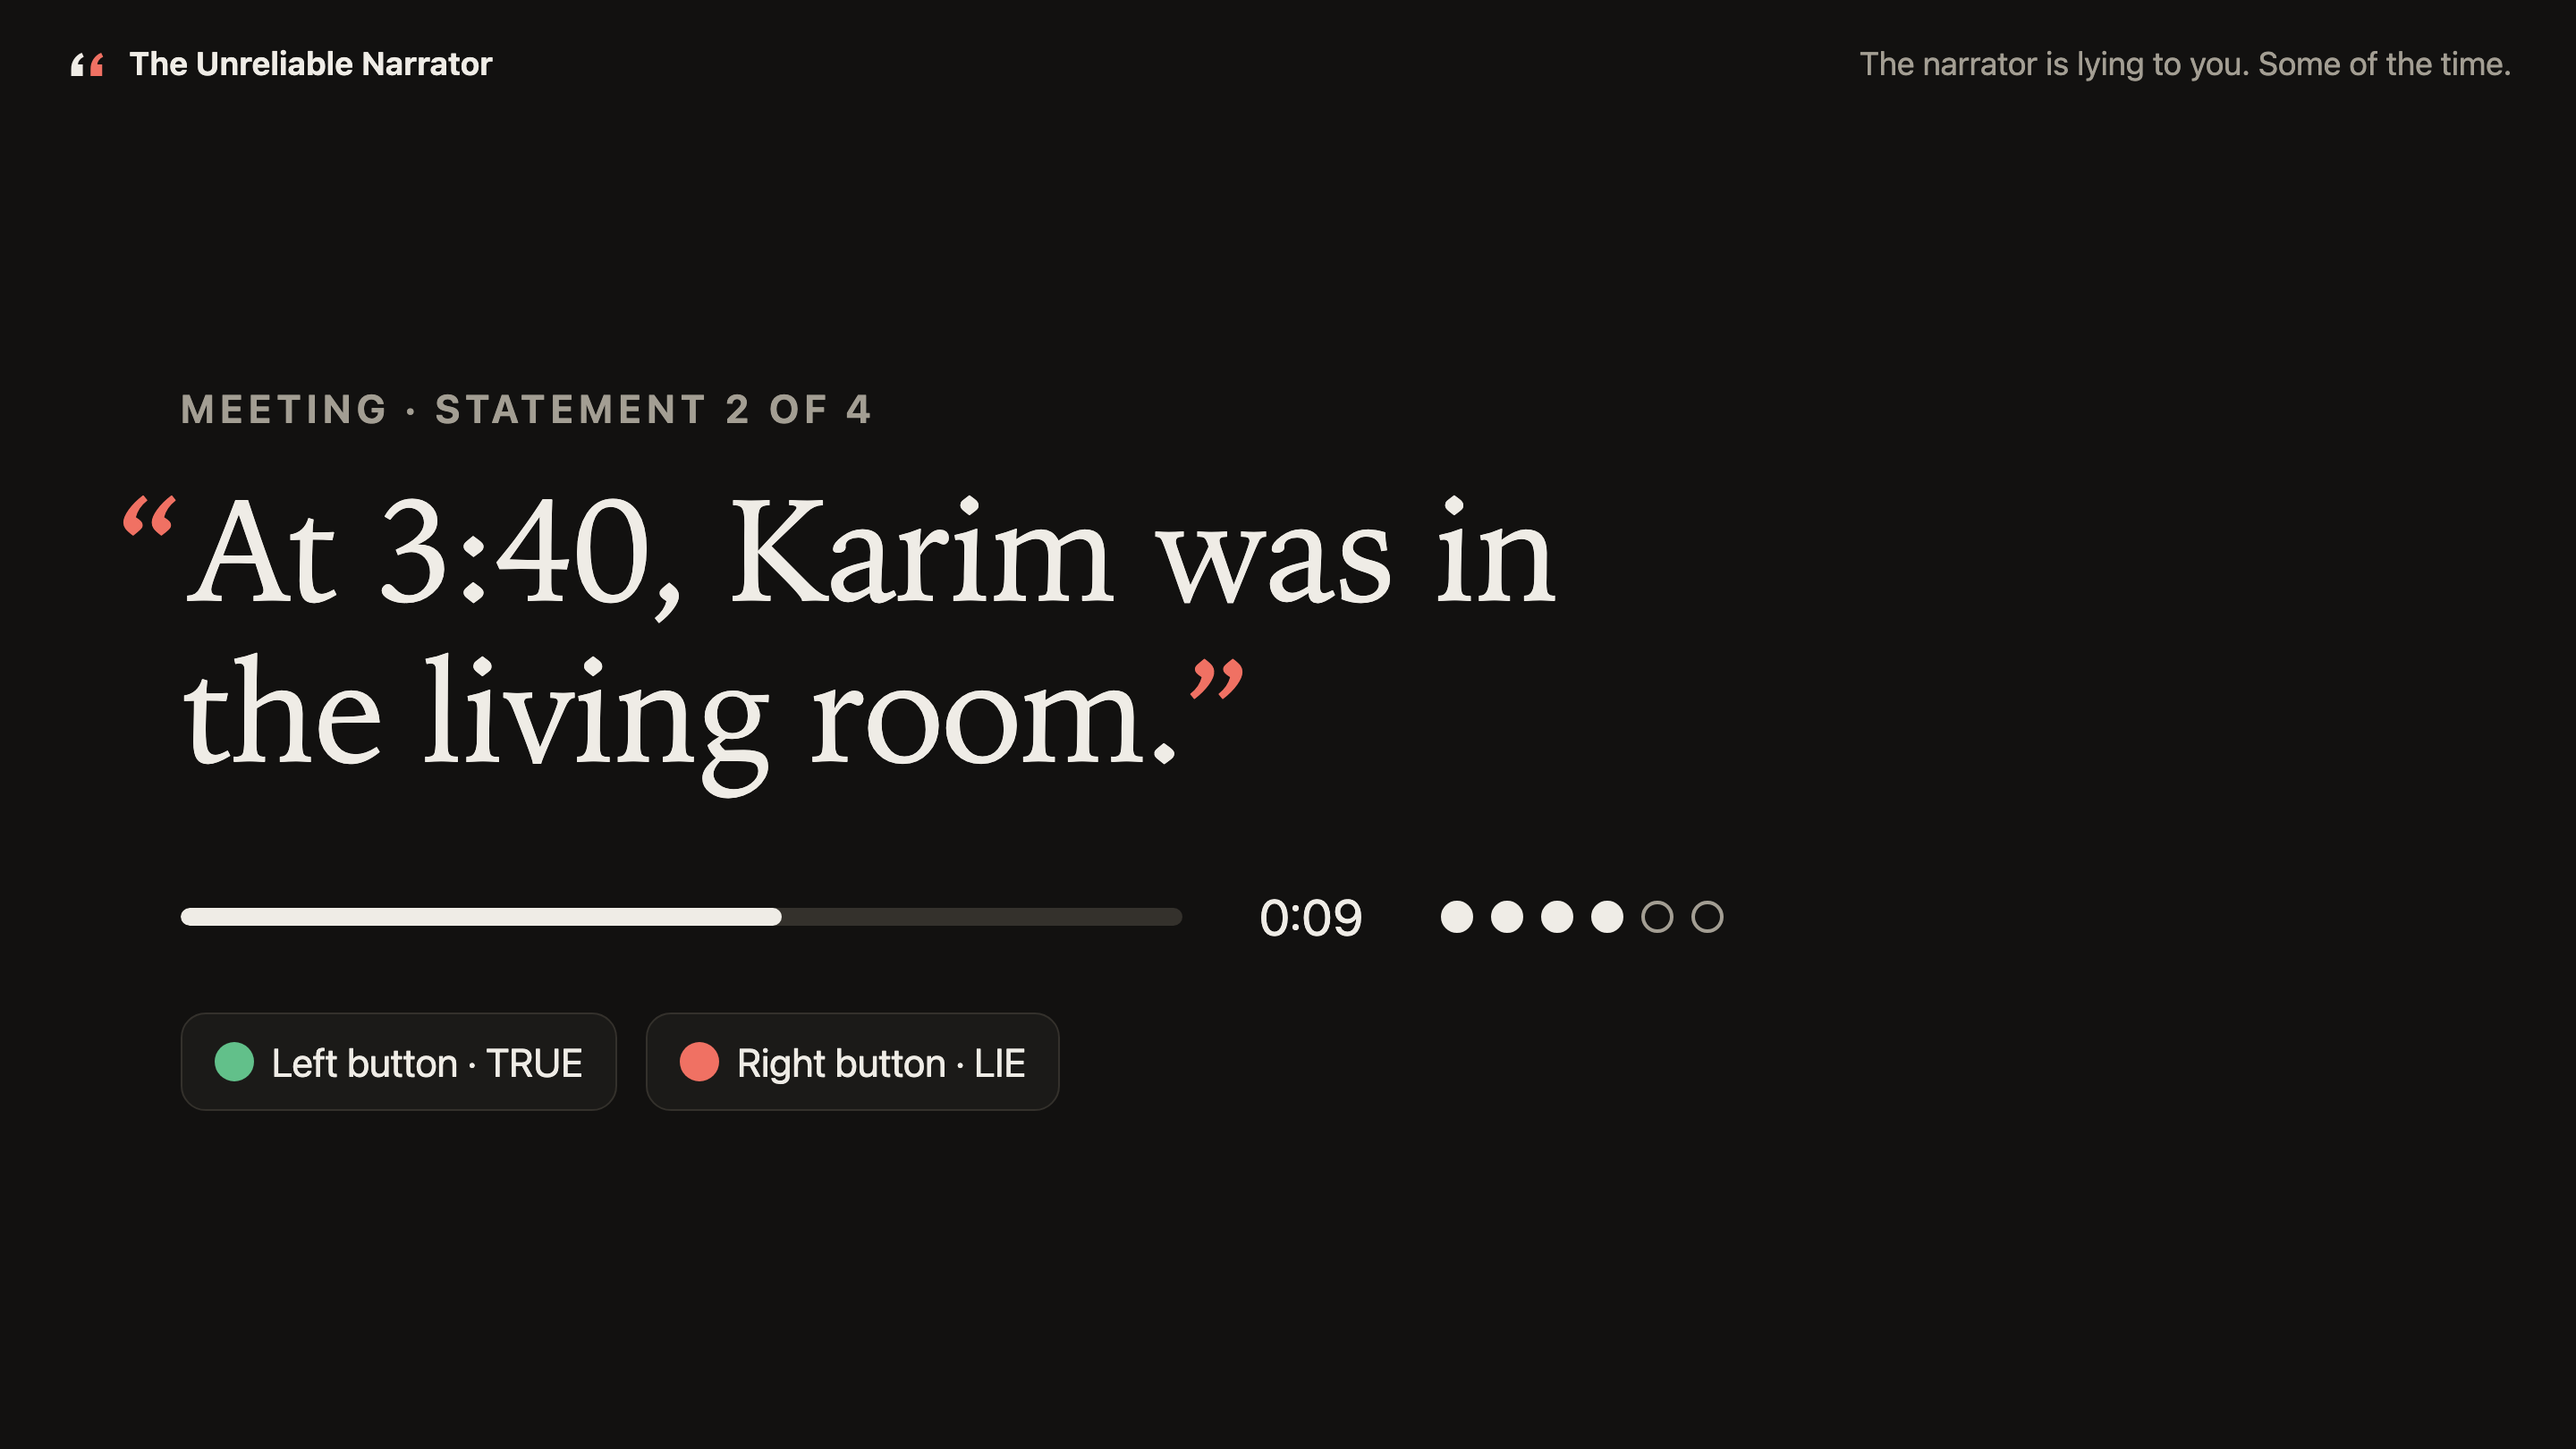 The Unreliable Narrator
The narrator is lying to you. Some of the time.
MEETING · STATEMENT 2 OF 4
“At 3:40, Karim was in
the living room.”
0:09
Left button · TRUE
Right button · LIE